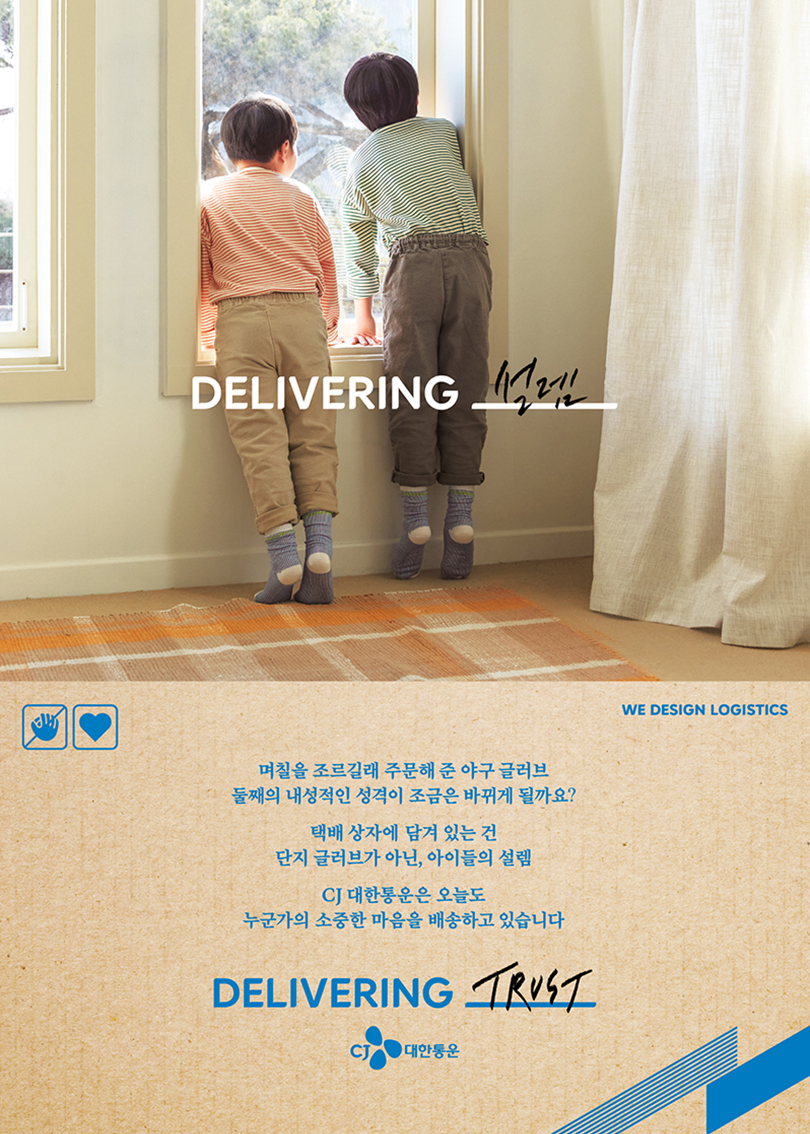 DELIVERING 설렘
WE DESIGN LOGISTICS
며칠을 조르길래 주문해 준 야구 글러브
둘째의 내성적인 성격이 조금은 바뀌게 될까요?
택배 상자에 담겨 있는 건
단지 글러브가 아닌, 아이들의 설렘
CJ 대한통운은 오늘도
누군가의 소중한 마음을 배송하고 있습니다
DELIVERING TRUST
CJ 대한통운